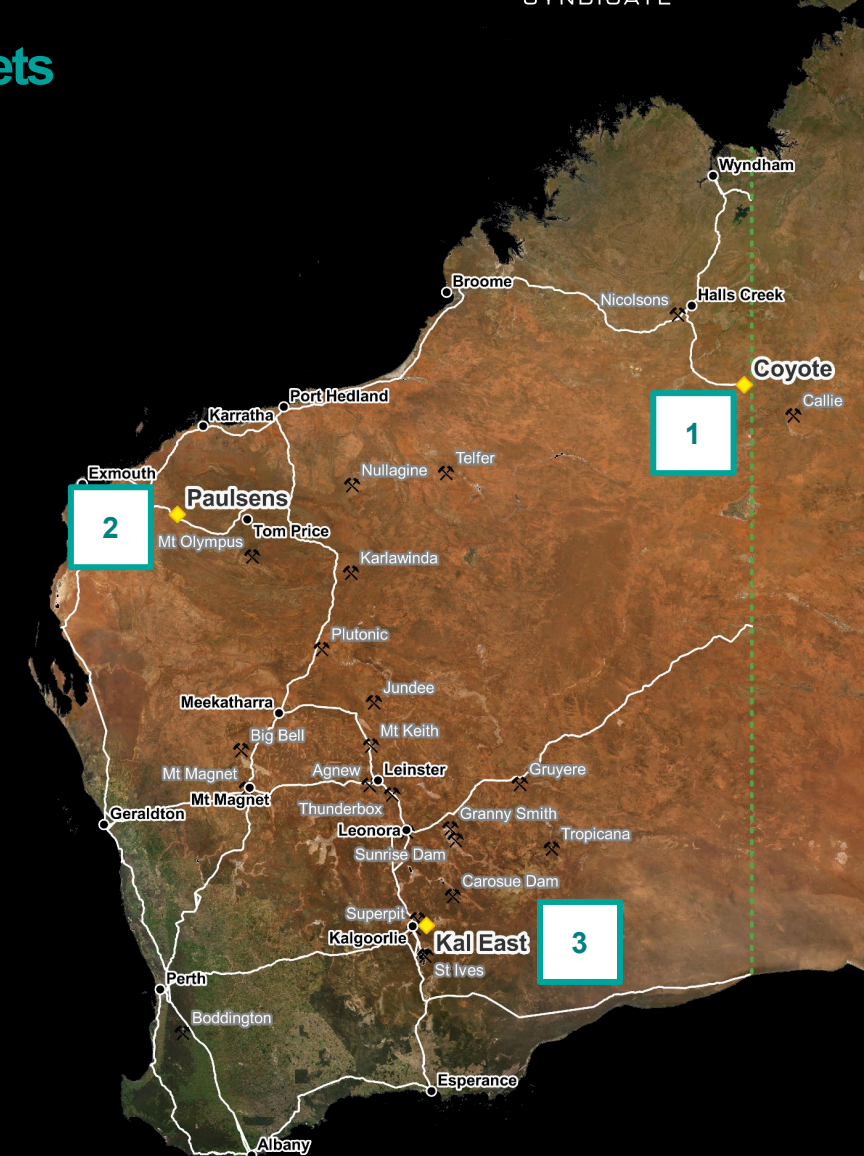 SYNDICATE
ets
Wyndham
Broome
Nicolsons
Halls Creek
Coyote
Callie
1
Port Hedland
Karratha
Telfer
Nullagine
Exmouth
Paulsens
2
Tom Price
Mt Olympus
Karlawinda
Plutonic
Jundee
Meekatharra
Mt Keith
Big Bell
Mt Magnet
Agnew
Leinster
Gruyere
Mt Magnet
Thunderbox
Geraldton
Granny Smith
Leonora
Tropicana
Sunrise Dam
Carosue Dam
Superpit
Kalgoorlie
Kal East
3
St Ives
Perth
Boddington
Esperance
Albany